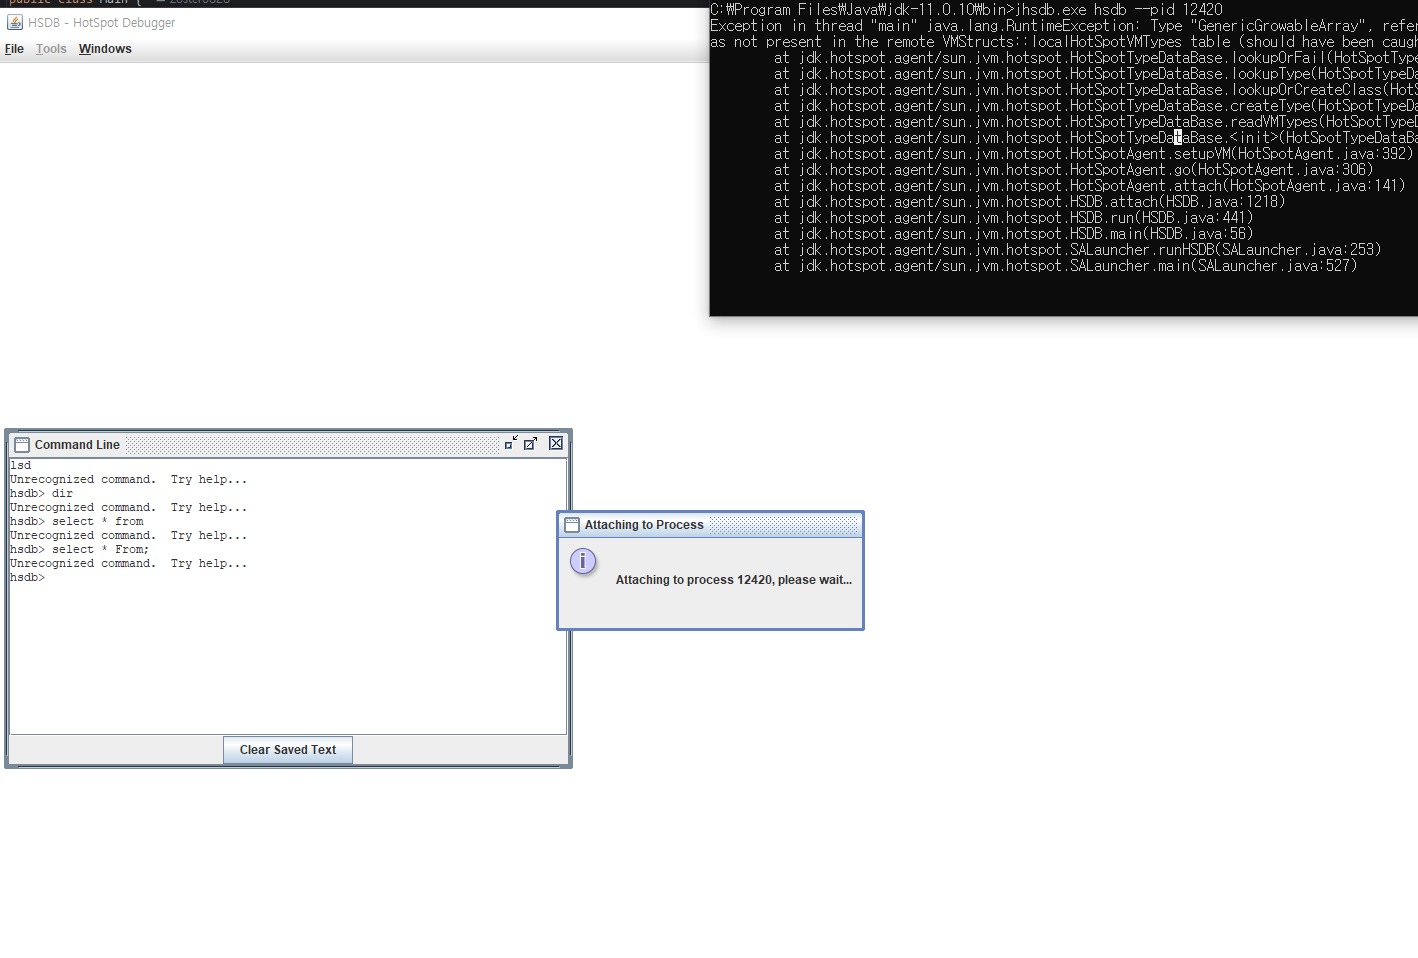 public class Main {
HSDB - HotSpot Debugger
File Tools Windows
C:₩Program Files₩Java₩jdk-11.0.10₩bin>jhsdb.exe hsdb --pid 12420
Exception in thread "main" java.lang.RuntimeException: Type "GenericGrowableArray", refe
as not present in the remote VMStructs::localHotSpotVMTypes table (should have been caug
at jdk.hotspot.agent/sun.jvm.hotspot.HotSpotTypeDataBase.lookupOrFail(HotSpotType
at jdk.hotspot.agent/sun.jvm.hotspot.HotSpotTypeDataBase.lookupType(HotSpotTypeDa
at jdk.hotspot.agent/sun.jvm.hotspot.HotSpotTypeDataBase.lookupOrCreateClass(HotS
at jdk.hotspot.agent/sun.jvm.hotspot.HotSpotTypeDataBase.createType(HotSpotTypeDa
at jdk.hotspot.agent/sun.jvm.hotspot.HotSpotTypeDataBase.readVMTypes(HotSpotTypeD
at jdk.hotspot.agent/sun.jvm.hotspot.HotSpotTypeDataBase.<init>(HotSpotTypeDataBa
at jdk.hotspot.agent/sun.jvm.hotspot.HotSpotAgent.setupVM(HotSpotAgent.java:392)
at jdk.hotspot.agent/sun.jvm.hotspot.HotSpotAgent.go(HotSpotAgent.java:306)
at jdk.hotspot.agent/sun.jvm.hotspot.HotSpotAgent.attach(HotSpotAgent.java:141)
at jdk.hotspot.agent/sun.jvm.hotspot.HSDB.attach(HSDB.java:1218)
at jdk.hotspot.agent/sun.jvm.hotspot.HSDB.run(HSDB.java:441)
at jdk.hotspot.agent/sun.jvm.hotspot.HSDB.main(HSDB.java:56)
at jdk.hotspot.agent/sun.jvm.hotspot.SALauncher.runHSDB(SALauncher.java:253)
at jdk.hotspot.agent/sun.jvm.hotspot.SALauncher.main(SALauncher.java:527)
Command Line
lsd
Unrecognized command.  Try help...
hsdb> dir
Unrecognized command.  Try help...
hsdb> select * from
Unrecognized command.  Try help...
hsdb> select * From;
Unrecognized command.  Try help...
hsdb>
Clear Saved Text
Attaching to Process
Attaching to process 12420, please wait...